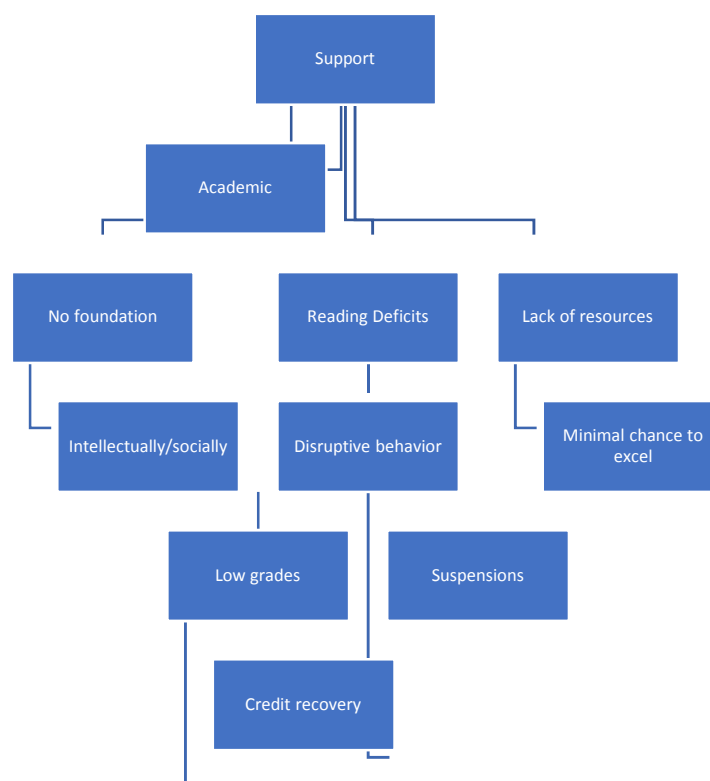 Support
Academic
No foundation
Reading Deficits
Lack of resources
Intellectually/socially
Disruptive behavior
Minimal chance to
excel
Low grades
Suspensions
Credit recovery